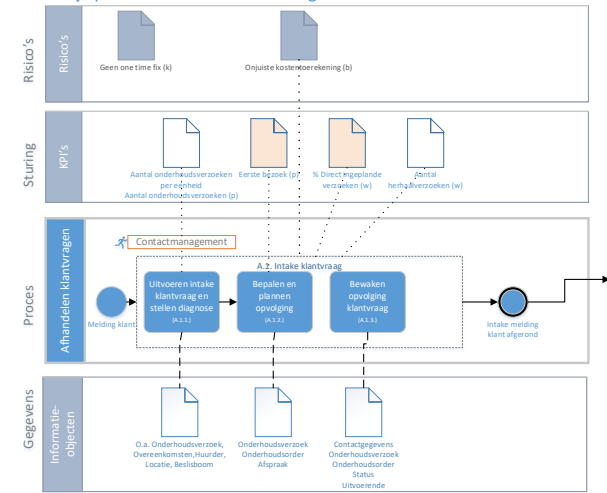 Risico's
Risico's
Geen one time fix (k)
Onjuiste kostentoerekening (b)
Sturing
KPI's
Aantal onderhoudsverzoeken
per eenheid
Aantal onderhoudsverzoeken (p)
Eerste bezoek (p)
% Direct ingeplande
verzoeken (w)
Aantal
herhaalverzoeken (w)
Proces
Afhandelen klantvragen
Contactmanagement
A.1. Intake klantvraag
Melding klant
Uitvoeren intake
klantvraag en
stellen diagnose
(A.1.1.)
Bepalen en
plannen
opvolging
(A.1.2.)
Bewaken
opvolging
klantvraag
(A.1.3.)
Intake melding
klant afgerond
Gegevens
Informatie-
objecten
O.a. Onderhoudsverzoek,
Overeenkomsten,Huurder,
Locatie, Beslisboom
Onderhoudsverzoek
Onderhoudsorder
Afspraak
Contactgegevens
Onderhoudsverzoek
Onderhoudsorder
Status
Uitvoerende